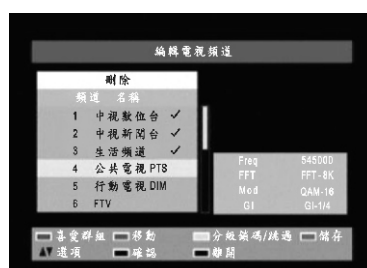 編輯電視頻道
刪除
頻道 名稱
1 中視數位台 ✓
2 中視新聞台 ✓
3 生活頻道 ✓
4 公共電視 PTS
5 行動電視 DIM
6 FTV
Freq 545000
FFT FFT-8K
Mod QAM-16
GI GI-1/4
喜愛群組 移動 分級鎖碼/跳過 儲存
▲▼ 選項 確認 離開